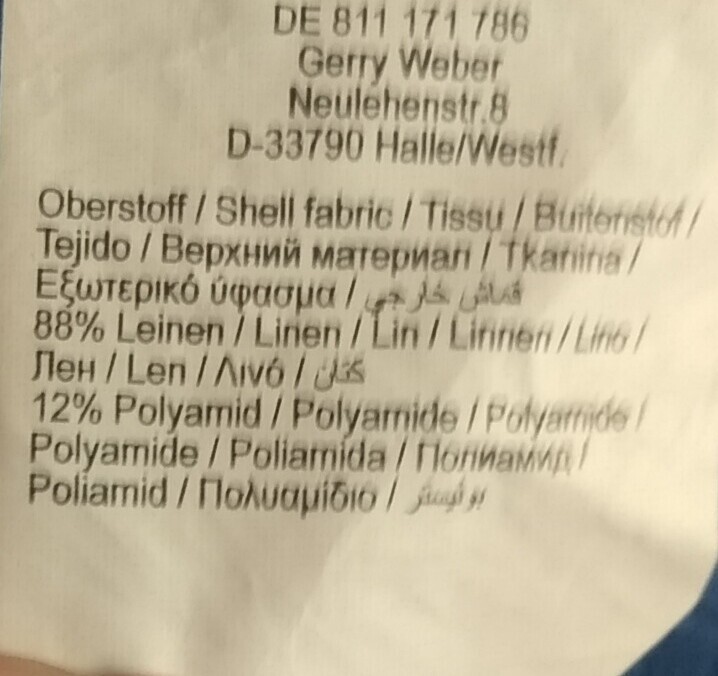 DE 811 171 786
Gerry Weber
Neulehenstr.8
D-33790 Halle/Westf.
Oberstoff / Shell fabric / Tissu / Buitenstof /
Tejido / Верхний материал / Tkanina /
Εξωτερικό ύφασμα / قماش خارجي
88% Leinen / Linen / Lin / Linnen / Lino /
Лен / Len / Λινό / كتان
12% Polyamid / Polyamide / Polyamide /
Polyamide / Poliamida / Полиамид /
Poliamid / Πολυαμίδιο / بوليستر